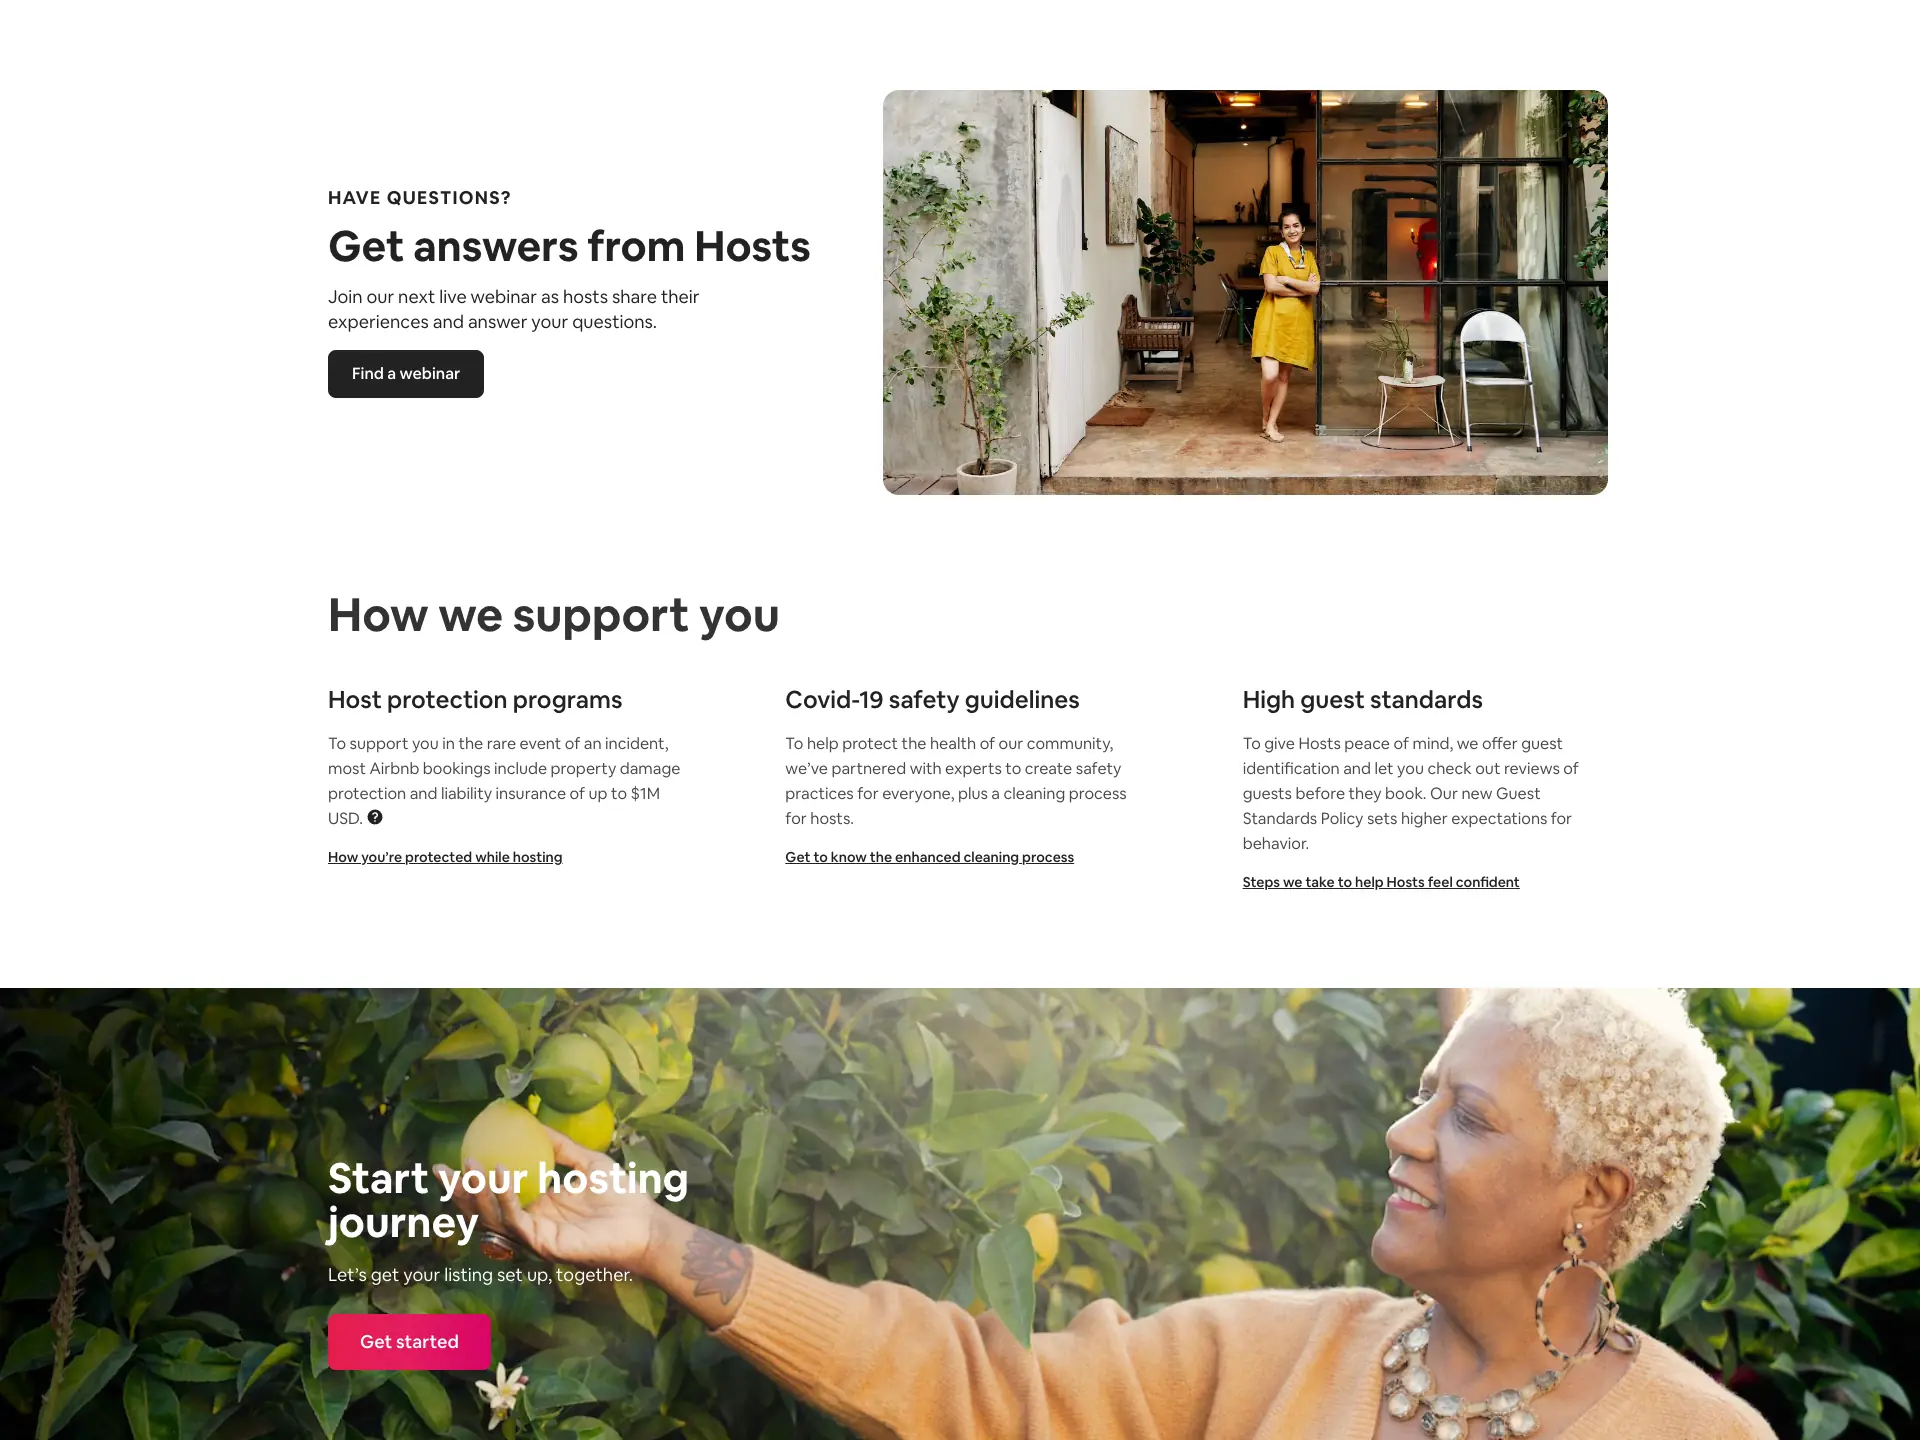 HAVE QUESTIONS?
Get answers from Hosts
Join our next live webinar as hosts share their
experiences and answer your questions.
Find a webinar
How we support you
Host protection programs
To support you in the rare event of an incident,
most Airbnb bookings include property damage
protection and liability insurance of up to $1M
USD. ?
How you’re protected while hosting
Covid-19 safety guidelines
To help protect the health of our community,
we’ve partnered with experts to create safety
practices for everyone, plus a cleaning process
for hosts.
Get to know the enhanced cleaning process
High guest standards
To give Hosts peace of mind, we offer guest
identification and let you check out reviews of
guests before they book. Our new Guest
Standards Policy sets higher expectations for
behavior.
Steps we take to help Hosts feel confident
Start your hosting
journey
Let’s get your listing set up, together.
Get started